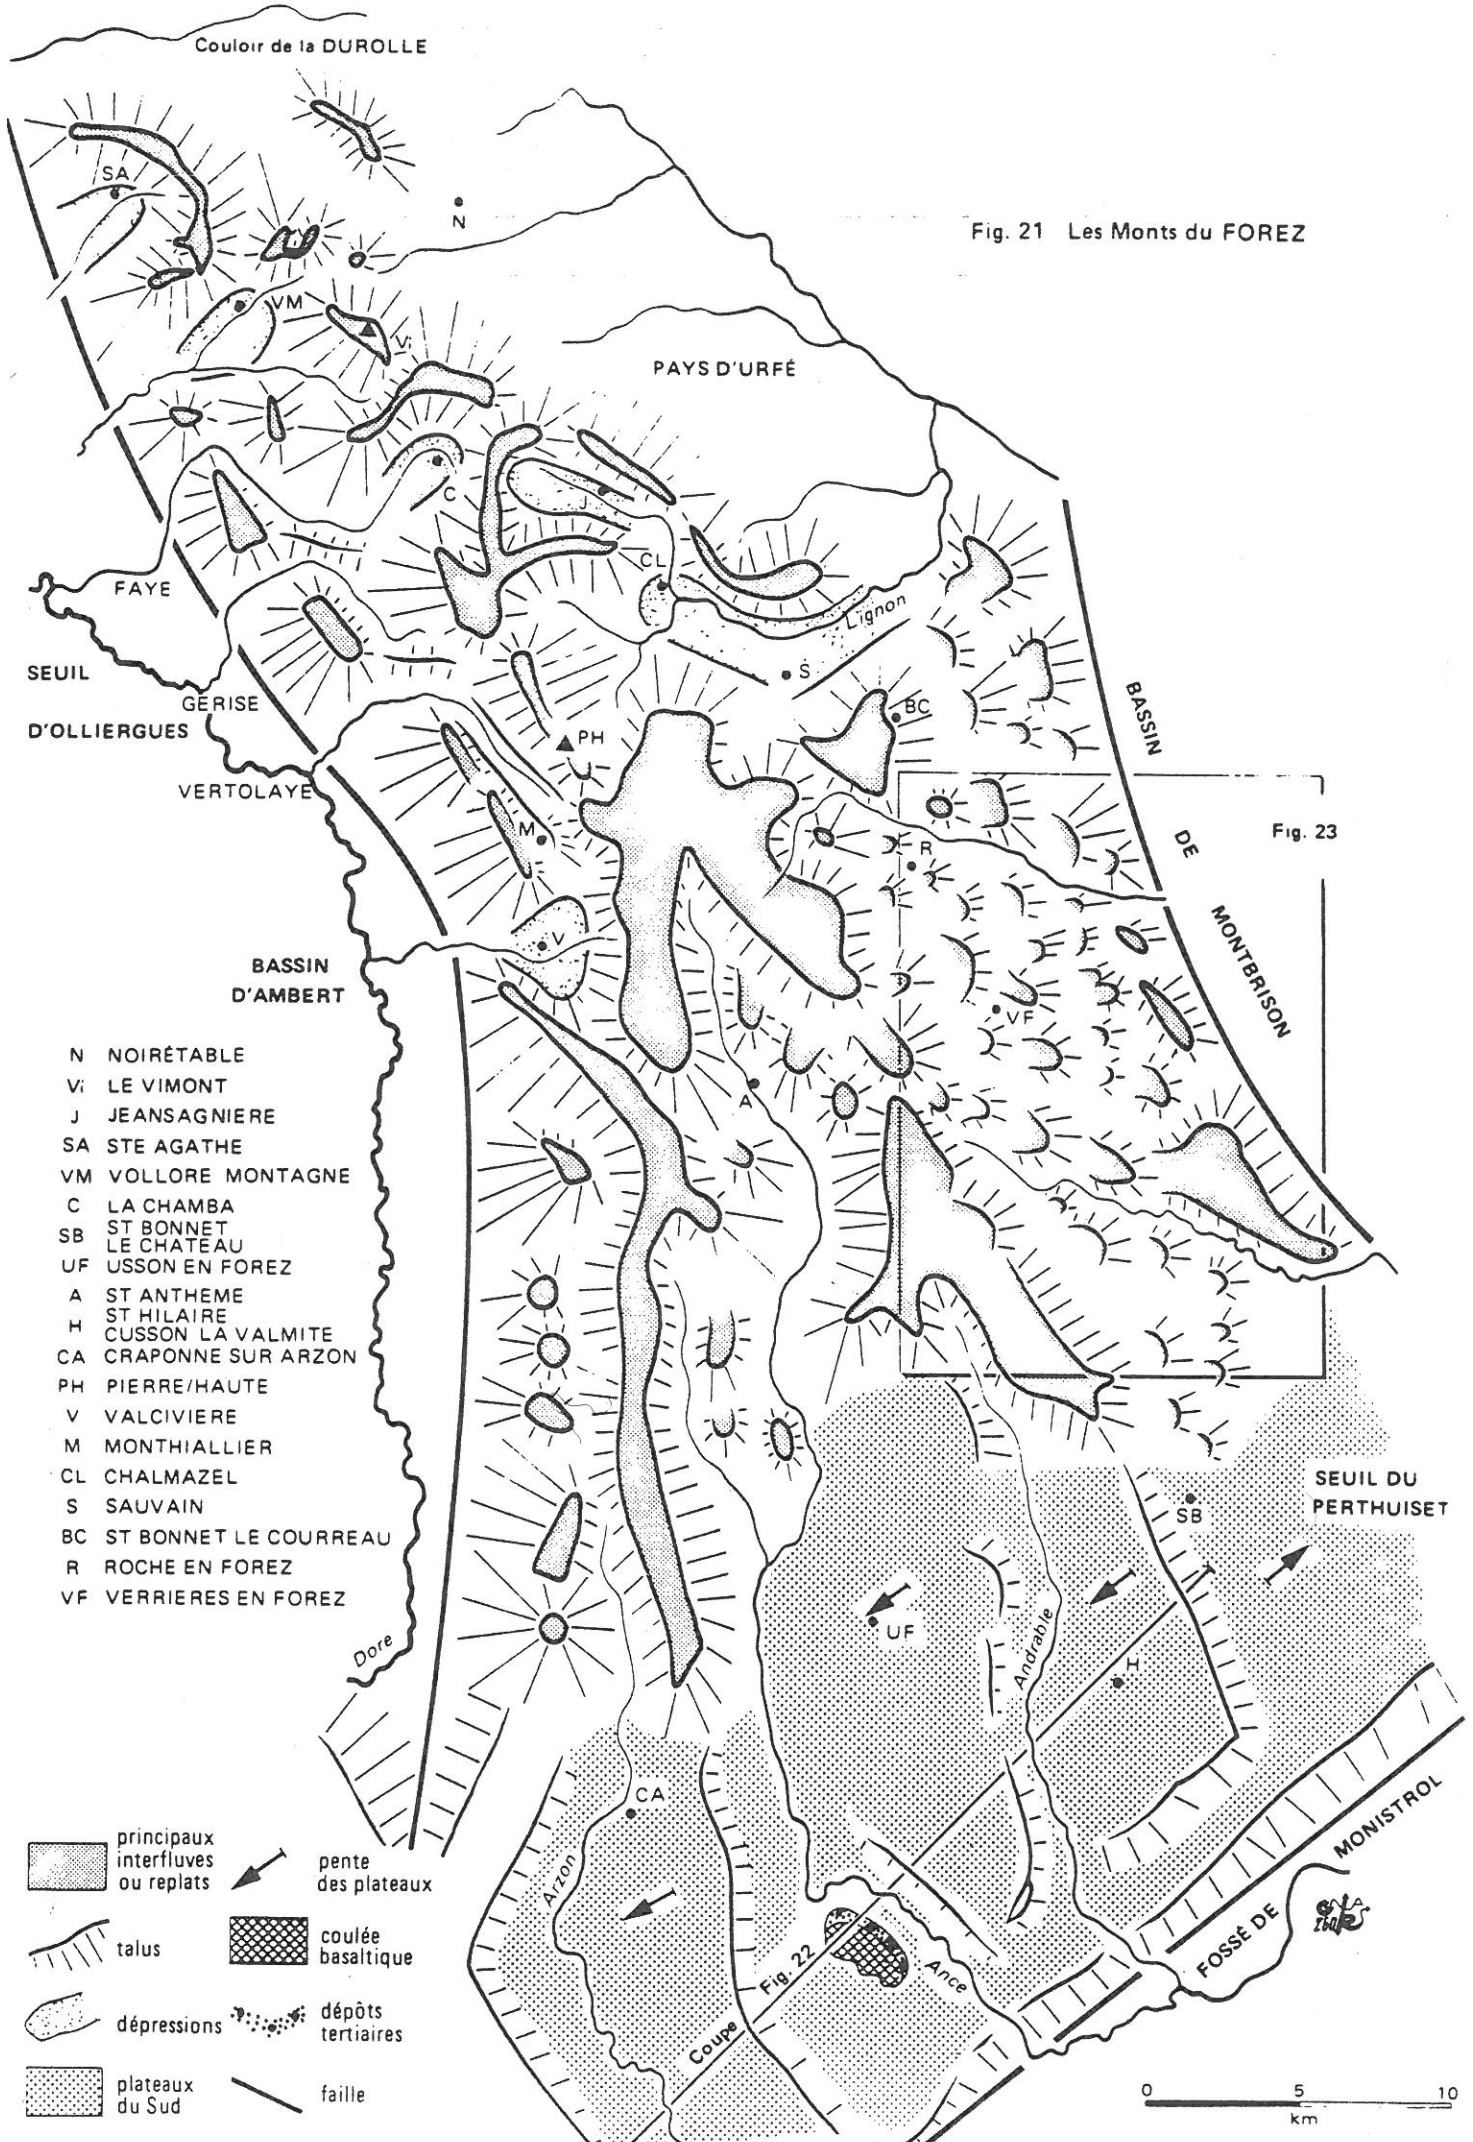 Couloir de la DUROLLE
SA
N
Fig. 21 Les Monts du FOREZ
VM
Vi
PAYS D'URFÉ
C
J
CL
FAYE
Lignon
SEUIL
D'OLLIERGUES
GERISE
S
BC
PH
VERTOLAYE
BASSIN
DE
MONTBRISON
Fig. 23
M
R
V
BASSIN
D'AMBERT
VF
A
N NOIRÉTABLE
Vi LE VIMONT
J JEANSAGNIERE
SA STE AGATHE
VM VOLLORE MONTAGNE
C LA CHAMBA
SB ST BONNET
LE CHATEAU
UF USSON EN FOREZ
A ST ANTHEME
H ST HILAIRE
CUSSON LA VALMITE
CA CRAPONNE SUR ARZON
PH PIERRE/HAUTE
V VALCIVIERE
M MONTHIALLIER
CL CHALMAZEL
S SAUVAIN
BC ST BONNET LE COURREAU
R ROCHE EN FOREZ
VF VERRIERES EN FOREZ
SEUIL DU
PERTHUISET
SB
UF
Andrable
H
Dore
CA
Arzon
MONISTROL
FOSSÉ DE
Ance
Fig. 22
Coupe
principaux
interfluves
ou replats
pente
des plateaux
talus
coulée
basaltique
dépressions
dépôts
tertiaires
plateaux
du Sud
faille
0 5 10
km